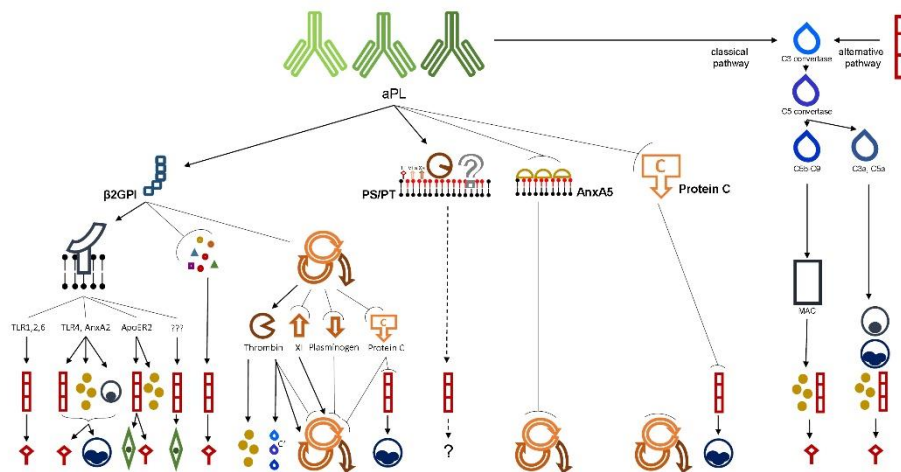 classical
pathway
C3 convertase
alternative
pathway
aPL
C5 convertase
C5b-C9
C3a, C5a
β2GPI
?
PS/PT
AnxA5
C
Protein C
MAC
TLR1,2,6
TLR4, AnxA2
ApoER2
???
Thrombin
XI
Plasminogen
C
Protein C
C'
?